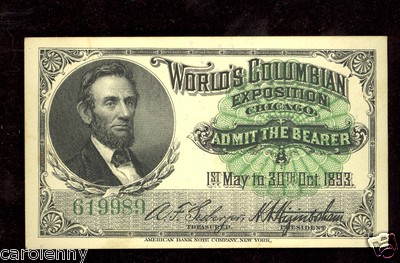 WORLD'S COLUMBIAN
EXPOSITION
CHICAGO.
ADMIT THE BEARER
1ST May to 30TH Oct. 1893.
619989
TREASURER
PRESIDENT
AMERICAN BANK NOTE COMPANY, NEW YORK.
carolenny
carolenny